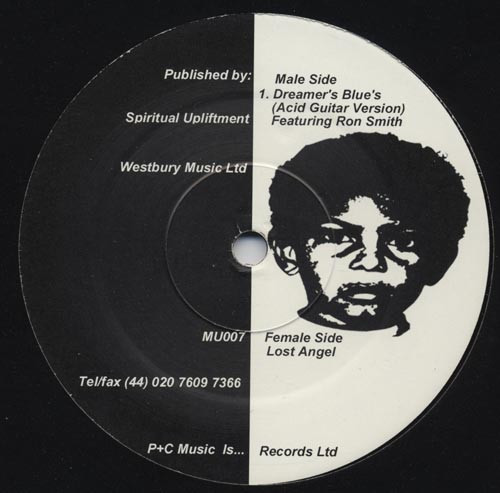 Published by:
Spiritual Upliftment
Westbury Music Ltd
MU007
Tel/fax (44) 020 7609 7366
P+C Music Is... Records Ltd
Male Side
1. Dreamer's Blue's
(Acid Guitar Version)
Featuring Ron Smith
Female Side
Lost Angel